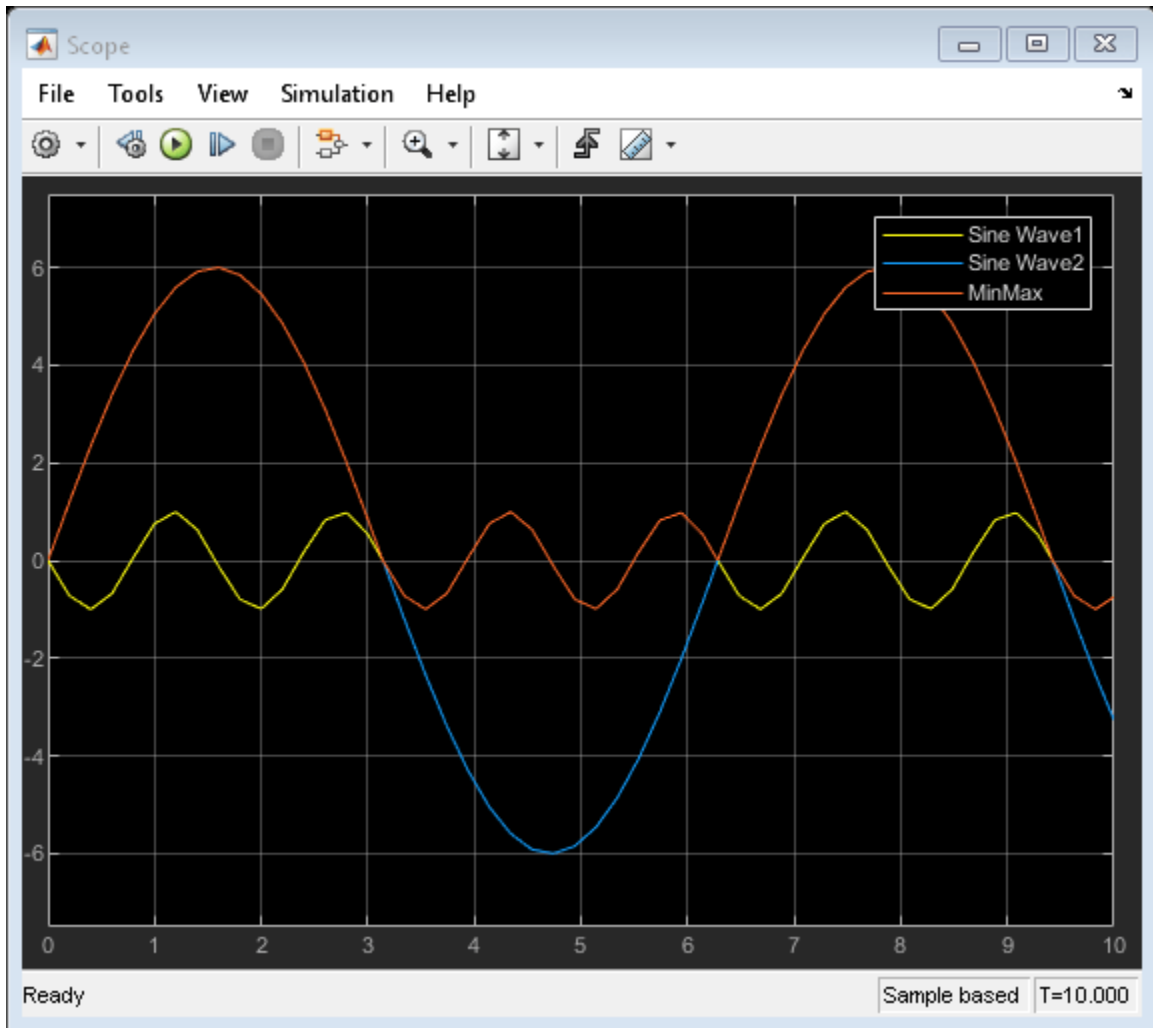 Scope
File Tools View Simulation Help
Sine Wave1
Sine Wave2
MinMax
6
4
2
0
-2
-4
-6
0 1 2 3 4 5 6 7 8 9 10
Ready Sample based T=10.000